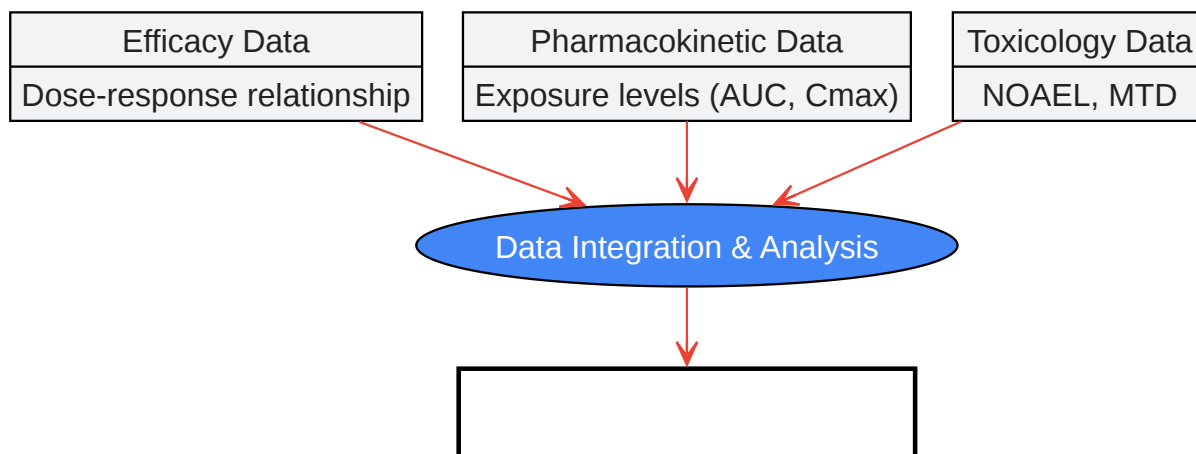 Efficacy Data
Dose-response relationship
Pharmacokinetic Data
Exposure levels (AUC, Cmax)
Toxicology Data
NOAEL, MTD
Data Integration & Analysis